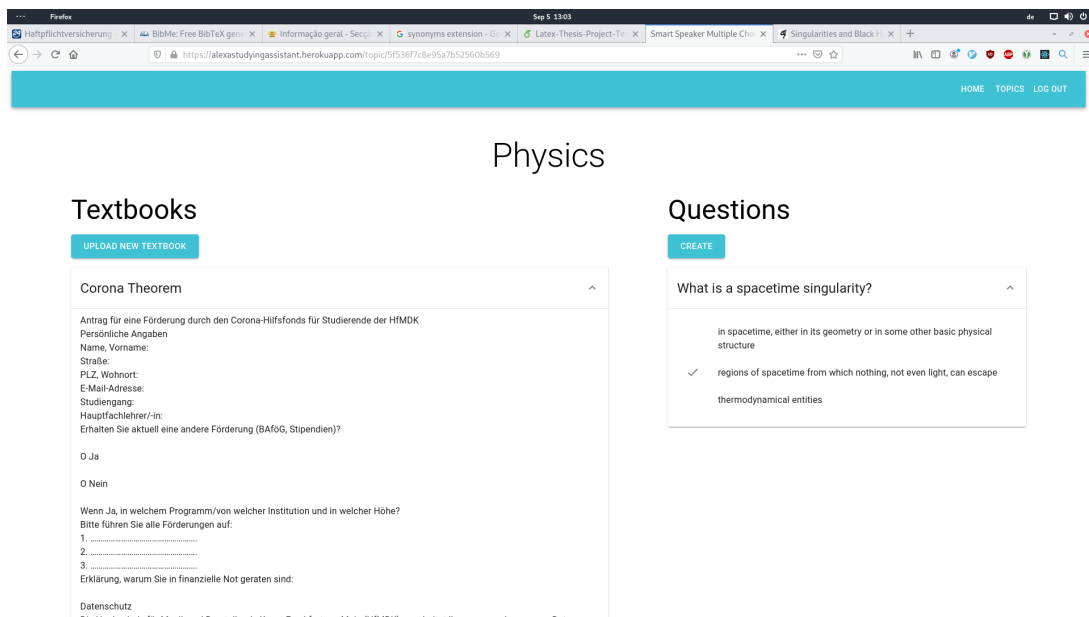 Firefox
Sep 5 13:03
de
Haftpflichtversicherung
BibMe: Free BibTeX gene
Informação geral - Secçã
synonyms extension - Go
Latex-Thesis-Project-Te
Smart Speaker Multiple Cho
Singularities and Black H
https://alexastudyingassistant.herokuapp.com/topic/5f536f7c8e95a7b52560b569
HOME TOPICS LOG OUT
Physics
Textbooks
UPLOAD NEW TEXTBOOK
Corona Theorem
Antrag für eine Förderung durch den Corona-Hilfsfonds für Studierende der HfMDK
Persönliche Angaben
Name, Vorname:
Straße:
PLZ, Wohnort:
E-Mail-Adresse:
Studiengang:
Hauptfachlehrer/-in:
Erhalten Sie aktuell eine andere Förderung (BAföG, Stipendien)?
O Ja
O Nein
Wenn Ja, in welchem Programm/von welcher Institution und in welcher Höhe?
Bitte führen Sie alle Förderungen auf:
1. ................................................
2. ................................................
3. ................................................
Erklärung, warum Sie in finanzielle Not geraten sind:
Datenschutz
Questions
CREATE
What is a spacetime singularity?
in spacetime, either in its geometry or in some other basic physical
structure
regions of spacetime from which nothing, not even light, can escape
thermodynamical entities